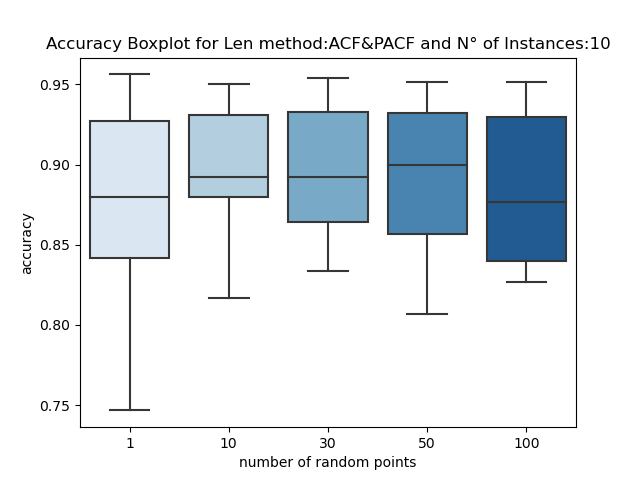 Accuracy Boxplot for Len method:ACF&PACF and N° of Instances:10
0.95
0.90
0.85
0.80
0.75
accuracy
1 10 30 50 100
number of random points